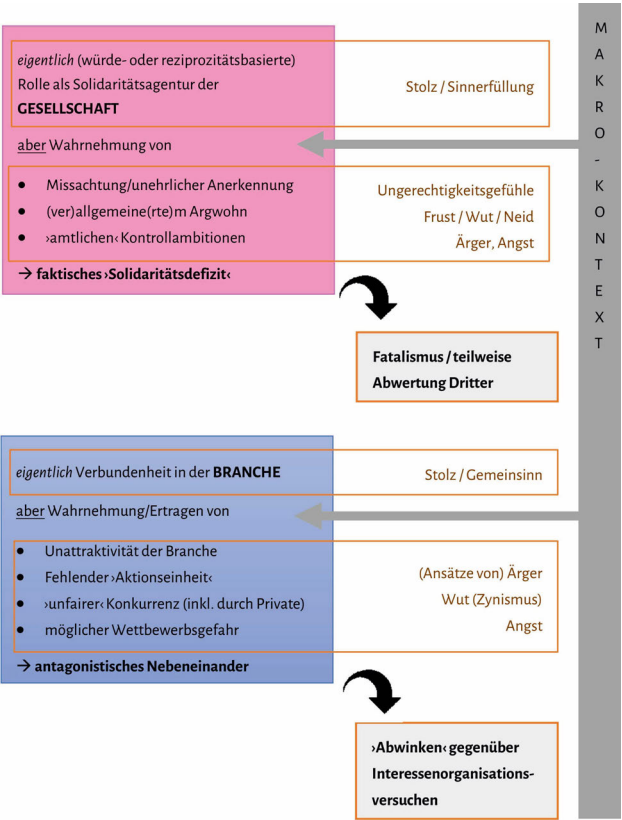 eigentlich (würde- oder reziprozitätsbasierte)
Rolle als Solidaritätsagentur der
GESELLSCHAFT
Stolz / Sinnerfüllung
aber Wahrnehmung von
• Missachtung/unehrlicher Anerkennung
• (ver)allgemeine(rte)m Argwohn
• ›amtlichen‹ Kontrollambitionen
Ungerechtigkeitsgefühle
Frust / Wut / Neid
Ärger, Angst
→ faktisches ›Solidaritätsdefizit‹
Fatalismus / teilweise
Abwertung Dritter
eigentlich Verbundenheit in der BRANCHE
Stolz / Gemeinsinn
aber Wahrnehmung/Ertragen von
• Unattraktivität der Branche
• Fehlender ›Aktionseinheit‹
• ›unfairer‹ Konkurrenz (inkl. durch Private)
• möglicher Wettbewerbsgefahr
(Ansätze von) Ärger
Wut (Zynismus)
Angst
→ antagonistisches Nebeneinander
›Abwinken‹ gegenüber
Interessenorganisations-
versuchen
MAKRO-KONTEXT